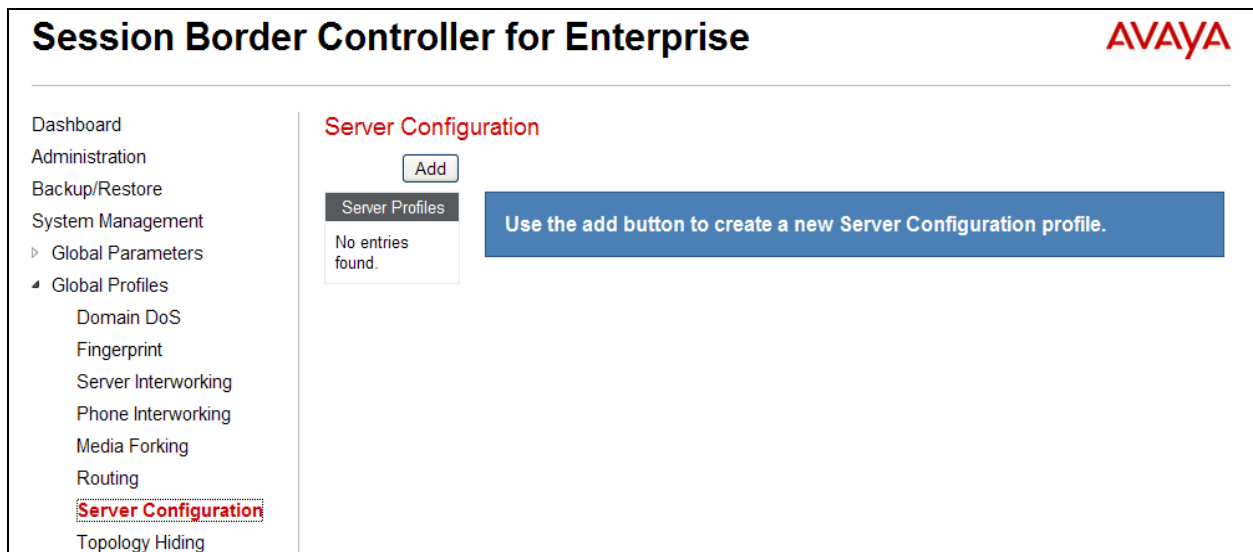 Session Border Controller for Enterprise
AVAYA
Dashboard
Administration
Backup/Restore
System Management
Global Parameters
Global Profiles
Domain DoS
Fingerprint
Server Interworking
Phone Interworking
Media Forking
Routing
Server Configuration
Topology Hiding
Server Configuration
Add
Server Profiles
No entries
found.
Use the add button to create a new Server Configuration profile.